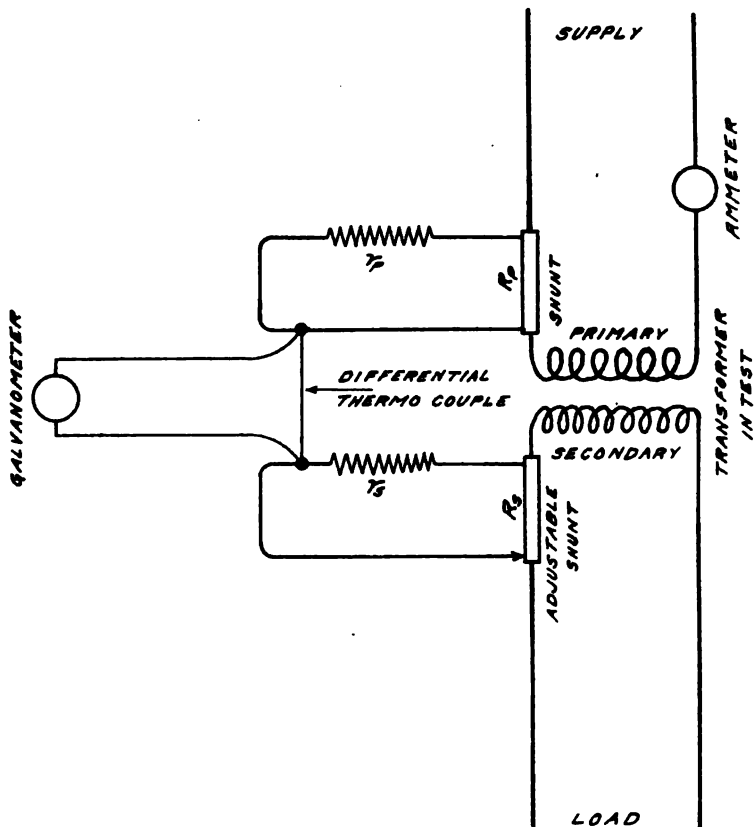 SUPPLY
AMMETER
rP
RP
SHUNT
PRIMARY
GALVANOMETER
DIFFERENTIAL
THERMO COUPLE
TRANSFORMER
IN TEST
SECONDARY
rS
RS
ADJUSTABLE
SHUNT
LOAD